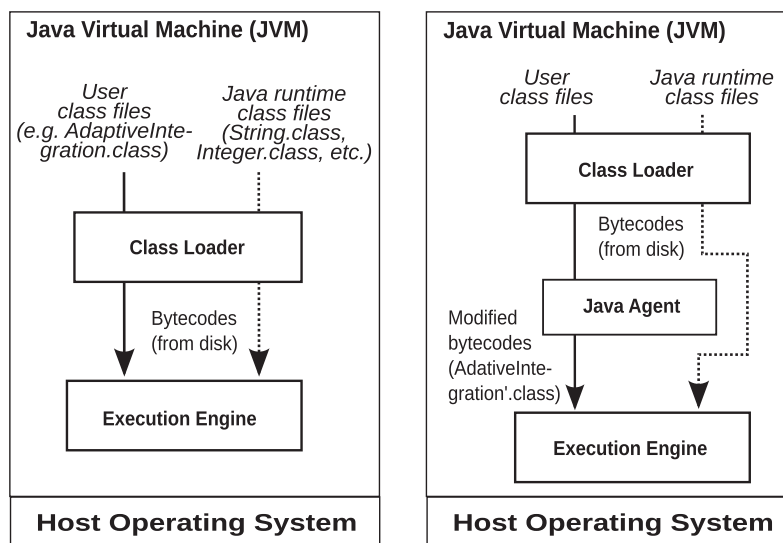 Java Virtual Machine (JVM)
User
class files
(e.g. AdaptiveInte-
gration.class)
Java runtime
class files
(String.class,
Integer.class, etc.)
Class Loader
Bytecodes
(from disk)
Execution Engine
Host Operating System
Java Virtual Machine (JVM)
User
class files
Java runtime
class files
Class Loader
Bytecodes
(from disk)
Java Agent
Modified
bytecodes
(AdativeInte-
gration'.class)
Execution Engine
Host Operating System